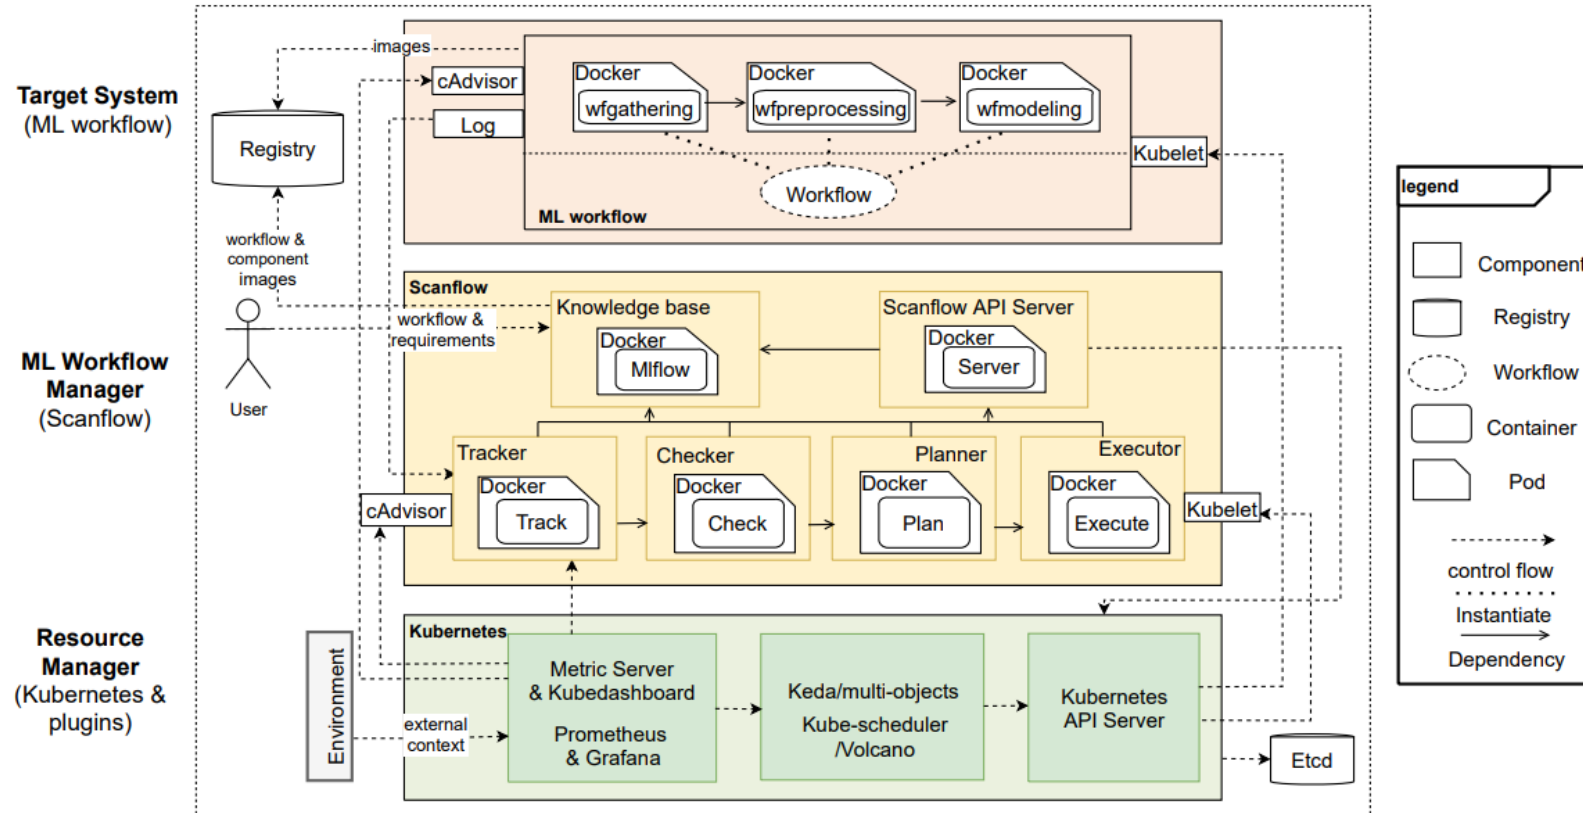 Target System
(ML workflow)
images
cAdvisor
Log
Registry
Docker
wfgathering
Docker
wfpreprocessing
Docker
wfmodeling
Kubelet
Workflow
ML workflow
workflow &
component
images
User
ML Workflow
Manager
(Scanflow)
Scanflow
workflow &
requirements
Knowledge base
Docker
Mlflow
Scanflow API Server
Docker
Server
Tracker
Docker
Track
Checker
Docker
Check
Planner
Docker
Plan
Executor
Docker
Execute
cAdvisor
Kubelet
Resource
Manager
(Kubernetes &
plugins)
Environment
external
context
Kubernetes
Metric Server
& Kubedashboard
Prometheus
& Grafana
Keda/multi-objects
Kube-scheduler
/Volcano
Kubernetes
API Server
Etcd
legend
Component
Registry
Workflow
Container
Pod
control flow
Instantiate
Dependency